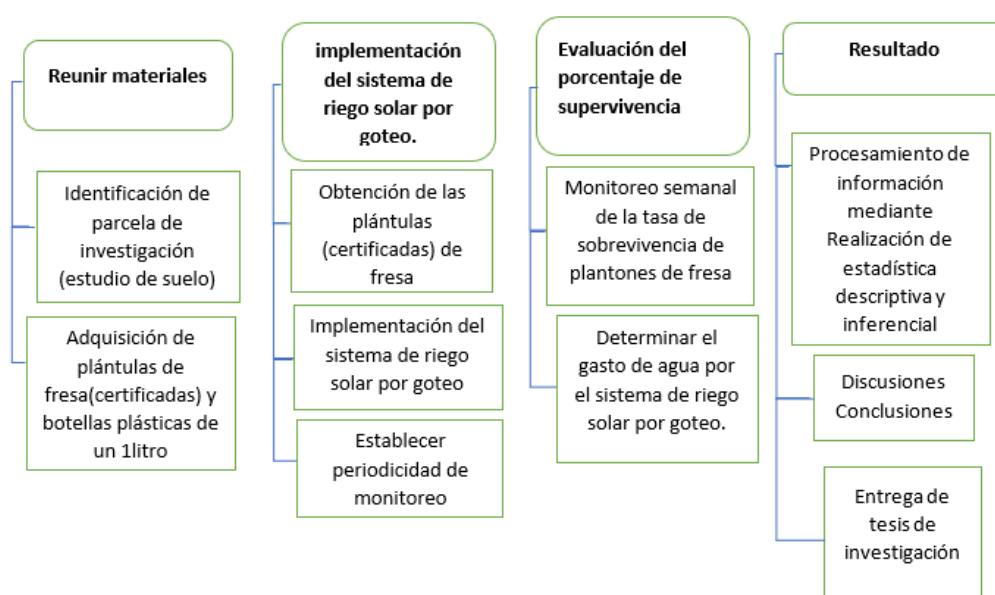 Reunir materiales
Identificación de
parcela de
investigación
(estudio de suelo)
Adquisición de
plántulas de
fresa(certificadas) y
botellas plásticas de
un 1litro
implementación
del sistema de
riego solar por
goteo.
Obtención de las
plántulas
(certificadas) de
fresa
Implementación del
sistema de riego
solar por goteo
Establecer
periodicidad de
monitoreo
Evaluación del
porcentaje de
supervivencia
Monitoreo semanal
de la tasa de
sobrevivencia de
plantones de fresa
Determinar el
gasto de agua por
el sistema de riego
solar por goteo.
Resultado
Procesamiento de
información
mediante
Realización de
estadística
descriptiva y
inferencial
Discusiones
Conclusiones
Entrega de
tesis de
investigación